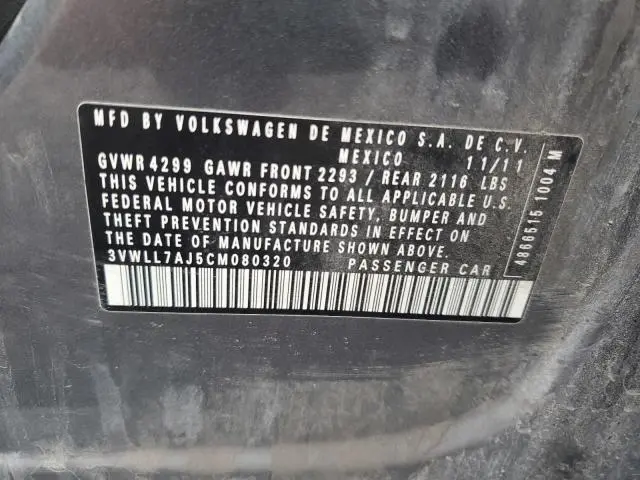 MFD BY VOLKSWAGEN DE MEXICO S.A. DE C.V.
MEXICO 11/11
GVWR 4299 GAWR FRONT 2293 / REAR 2116 LBS
THIS VEHICLE CONFORMS TO ALL APPLICABLE U.S.
FEDERAL MOTOR VEHICLE SAFETY, BUMPER AND
THEFT PREVENTION STANDARDS IN EFFECT ON
THE DATE OF MANUFACTURE SHOWN ABOVE.
3VWLL7AJ5CM080320 PASSENGER CAR
4866515 1004 M